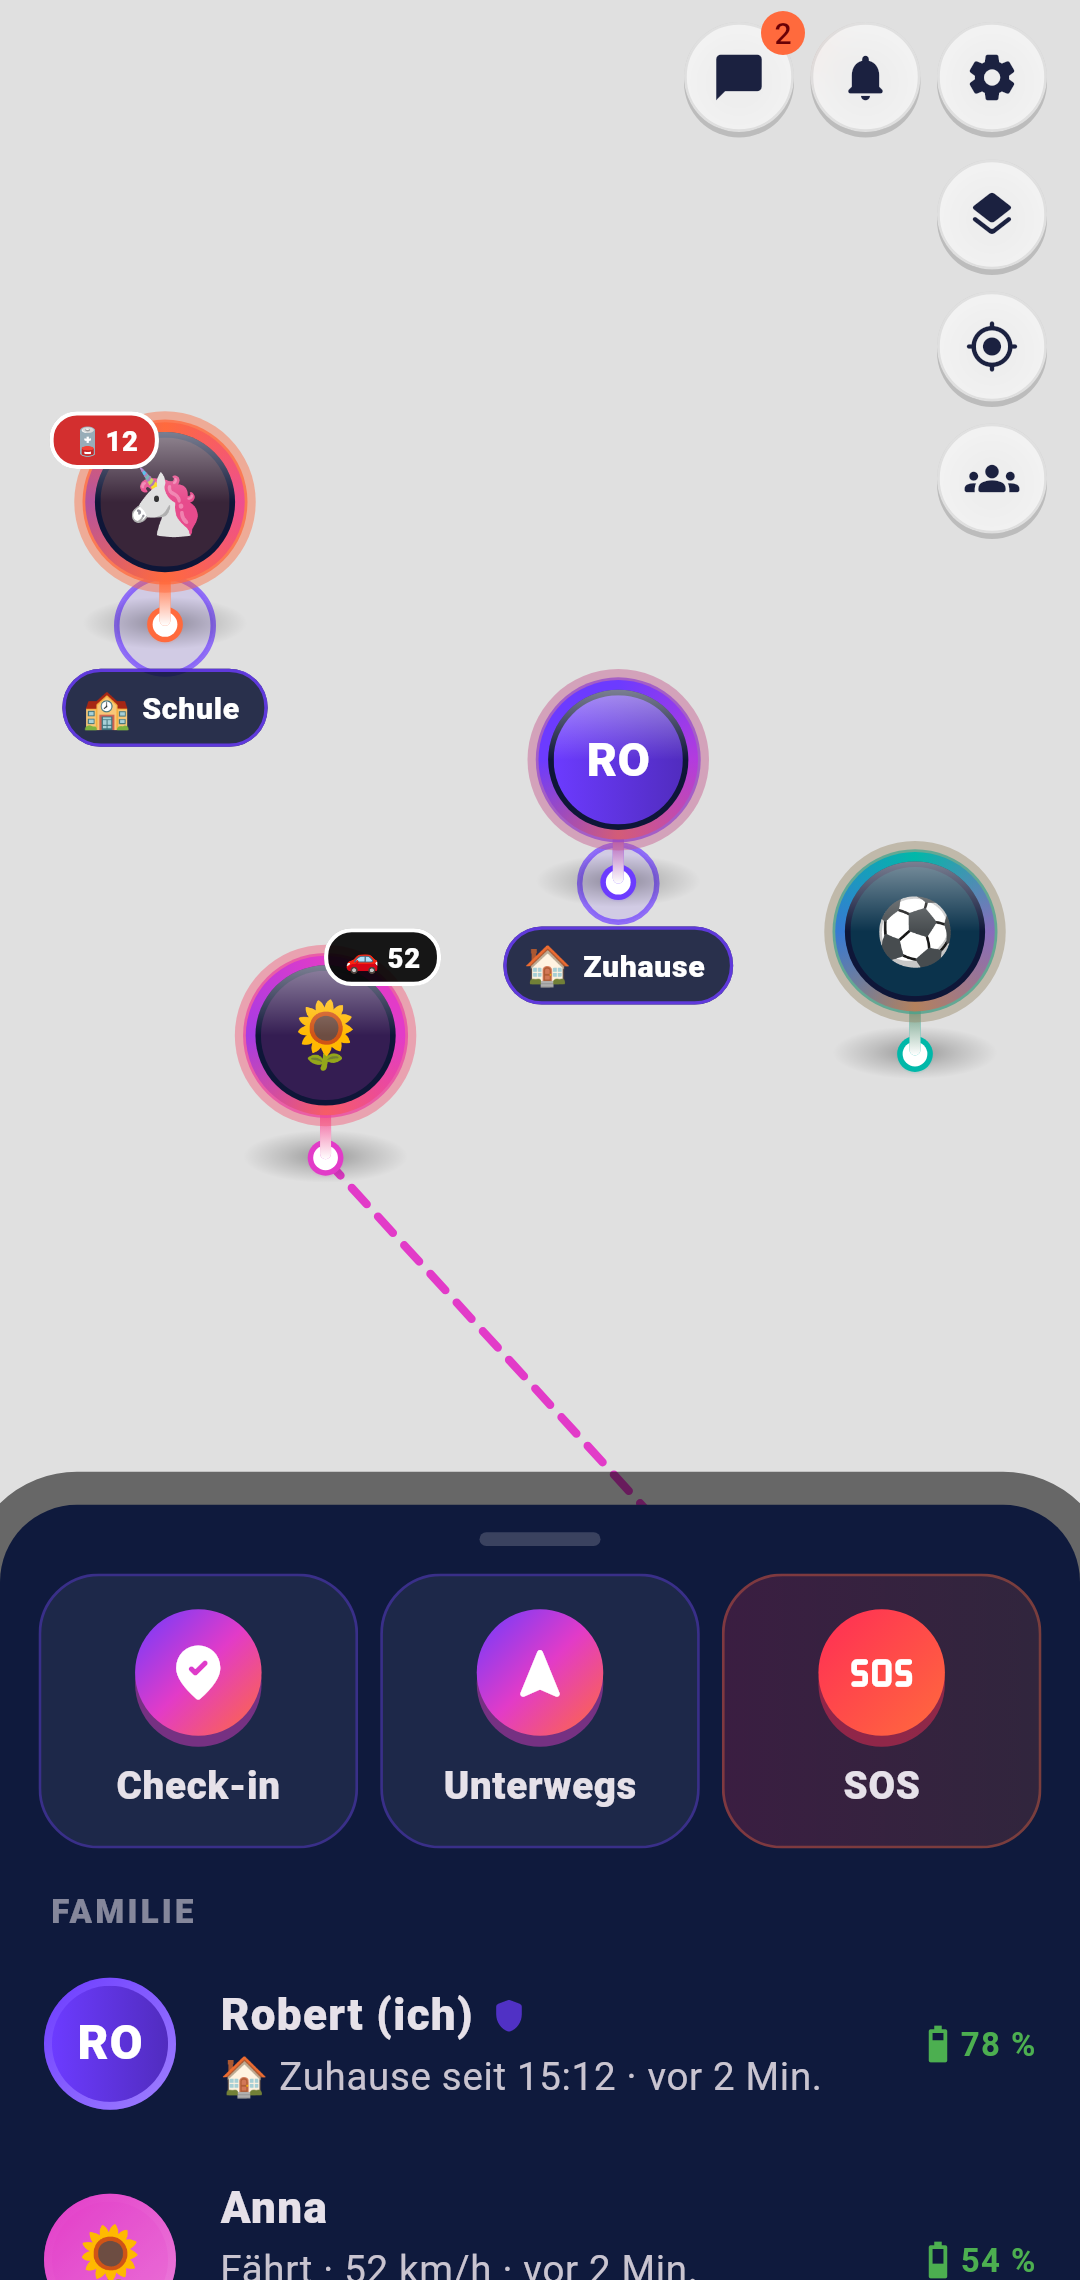 2
12
Schule
RO
Zuhause
52
SOS
Check-in
Unterwegs
SOS
FAMILIE
RO
Robert (ich)
Zuhause seit 15:12 · vor 2 Min.
78 %
Anna
Fährt · 52 km/h · vor 2 Min.
54 %